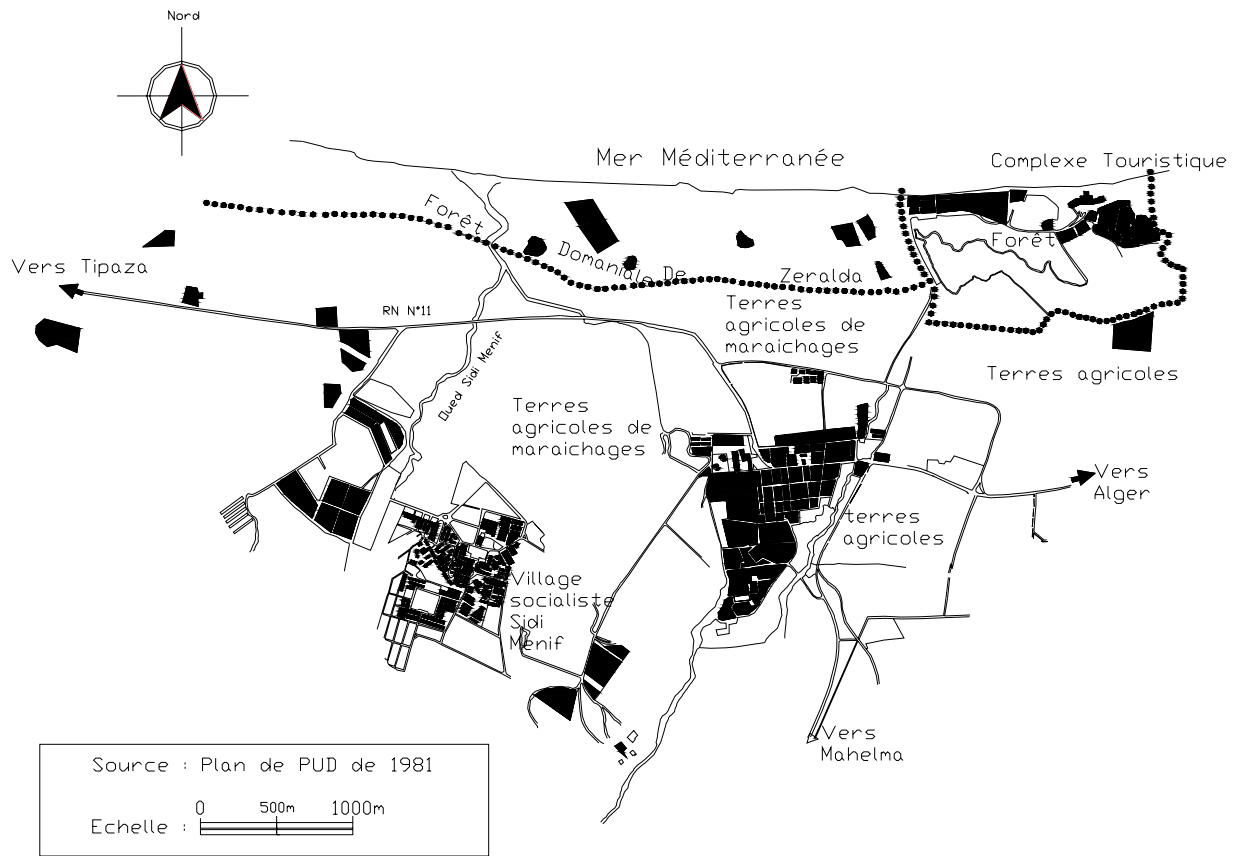 Nord
Mer Méditerranée
Complexe Touristique
Forêt
Domaniale De
Zeralda
Forêt
Vers Tipaza
RN N°11
Terres
agricoles de
maraichages
Terres agricoles
Oued Sidi Menif
Terres
agricoles de
maraichages
Vers
Alger
terres
agricoles
Village
socialiste
Sidi
Menif
Vers
Mahelma
Source : Plan de PUD de 1981
0 500m 1000m
Echelle :